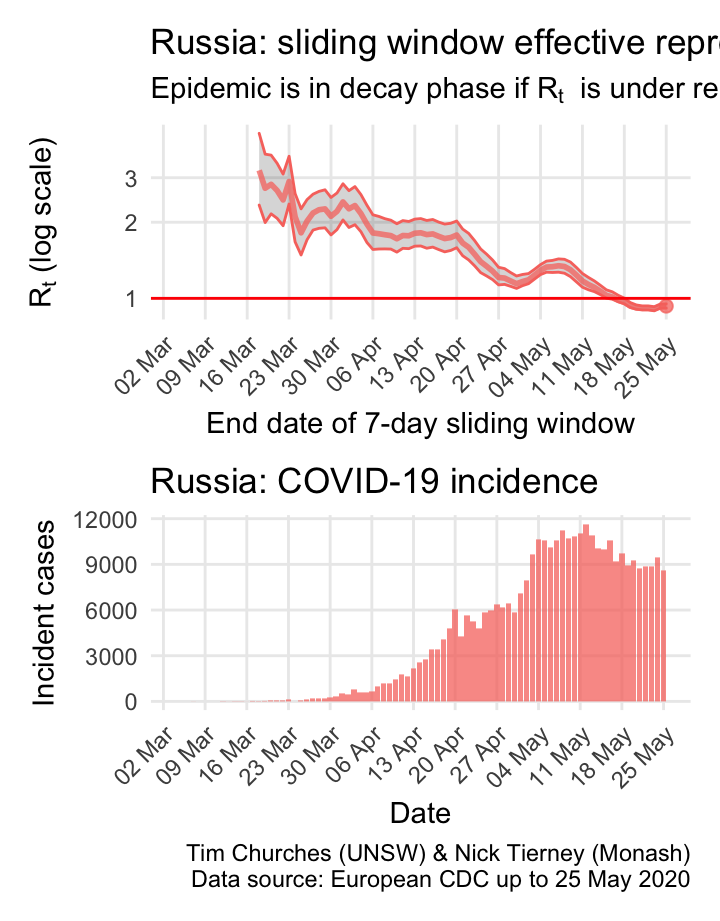 Russia: sliding window effective repr
Epidemic is in decay phase if Rt is under re
Rt (log scale)
3
2
1
02 Mar
09 Mar
16 Mar
23 Mar
30 Mar
06 Apr
13 Apr
20 Apr
27 Apr
04 May
11 May
18 May
25 May
End date of 7-day sliding window
Russia: COVID-19 incidence
Incident cases
12000
9000
6000
3000
0
02 Mar
09 Mar
16 Mar
23 Mar
30 Mar
06 Apr
13 Apr
20 Apr
27 Apr
04 May
11 May
18 May
25 May
Date
Tim Churches (UNSW) & Nick Tierney (Monash)
Data source: European CDC up to 25 May 2020